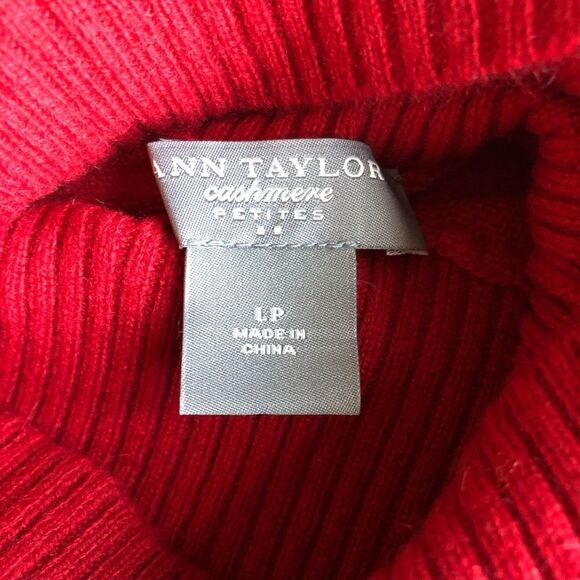 ANN TAYLOR
cashmere
PETITES
LP
MADE IN
CHINA